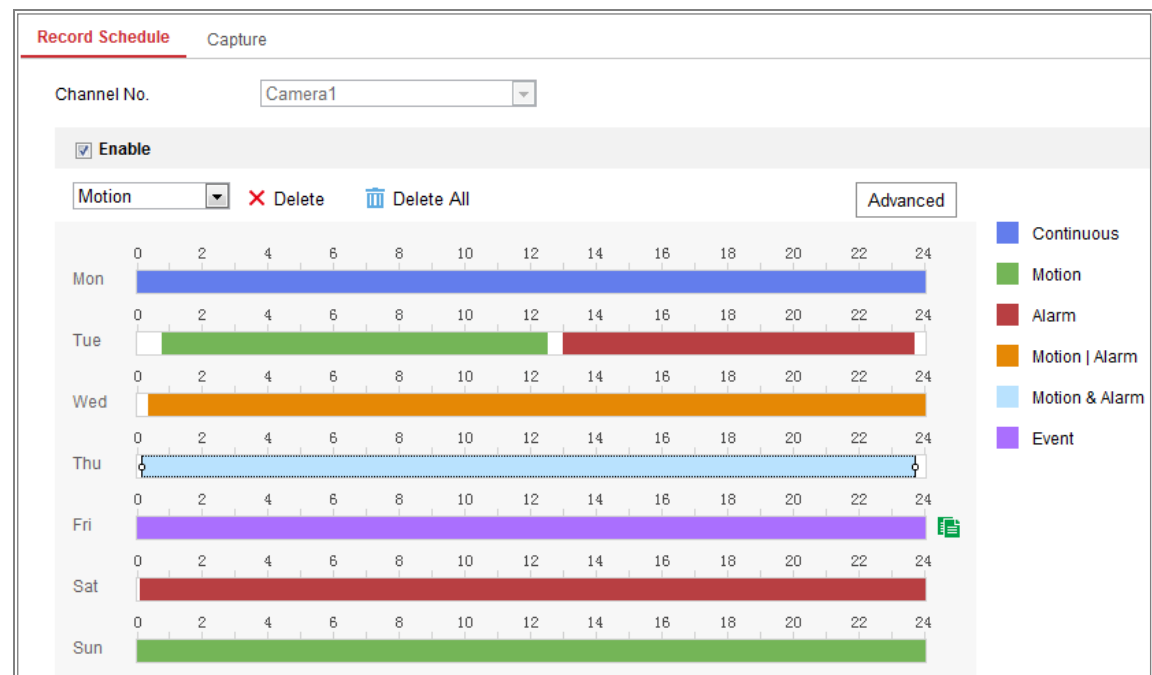 Record Schedule Capture
Channel No. Camera1
Enable
Motion Delete Delete All Advanced
0 2 4 6 8 10 12 14 16 18 20 22 24
Mon
0 2 4 6 8 10 12 14 16 18 20 22 24
Tue
0 2 4 6 8 10 12 14 16 18 20 22 24
Wed
0 2 4 6 8 10 12 14 16 18 20 22 24
Thu
0 2 4 6 8 10 12 14 16 18 20 22 24
Fri
0 2 4 6 8 10 12 14 16 18 20 22 24
Sat
0 2 4 6 8 10 12 14 16 18 20 22 24
Sun
Continuous
Motion
Alarm
Motion | Alarm
Motion & Alarm
Event